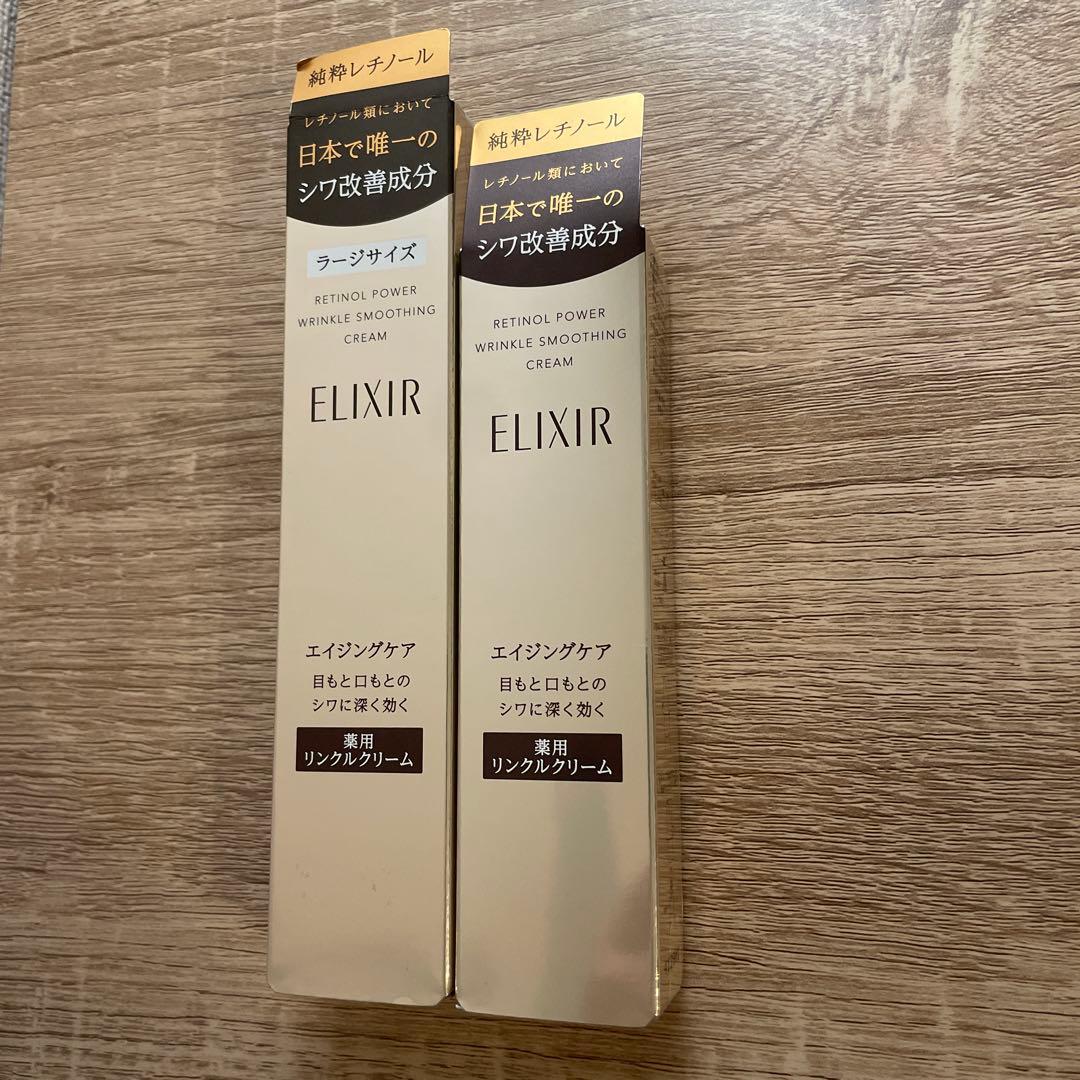 純粋レチノール
レチノール類において
日本で唯一の
シワ改善成分
ラージサイズ
RETINOL POWER
WRINKLE SMOOTHING
CREAM
ELIXIR
エイジングケア
目もと口もとの
シワに深く効く
薬用
リンクルクリーム
純粋レチノール
レチノール類において
日本で唯一の
シワ改善成分
RETINOL POWER
WRINKLE SMOOTHING
CREAM
ELIXIR
エイジングケア
目もと口もとの
シワに深く効く
薬用
リンクルクリーム